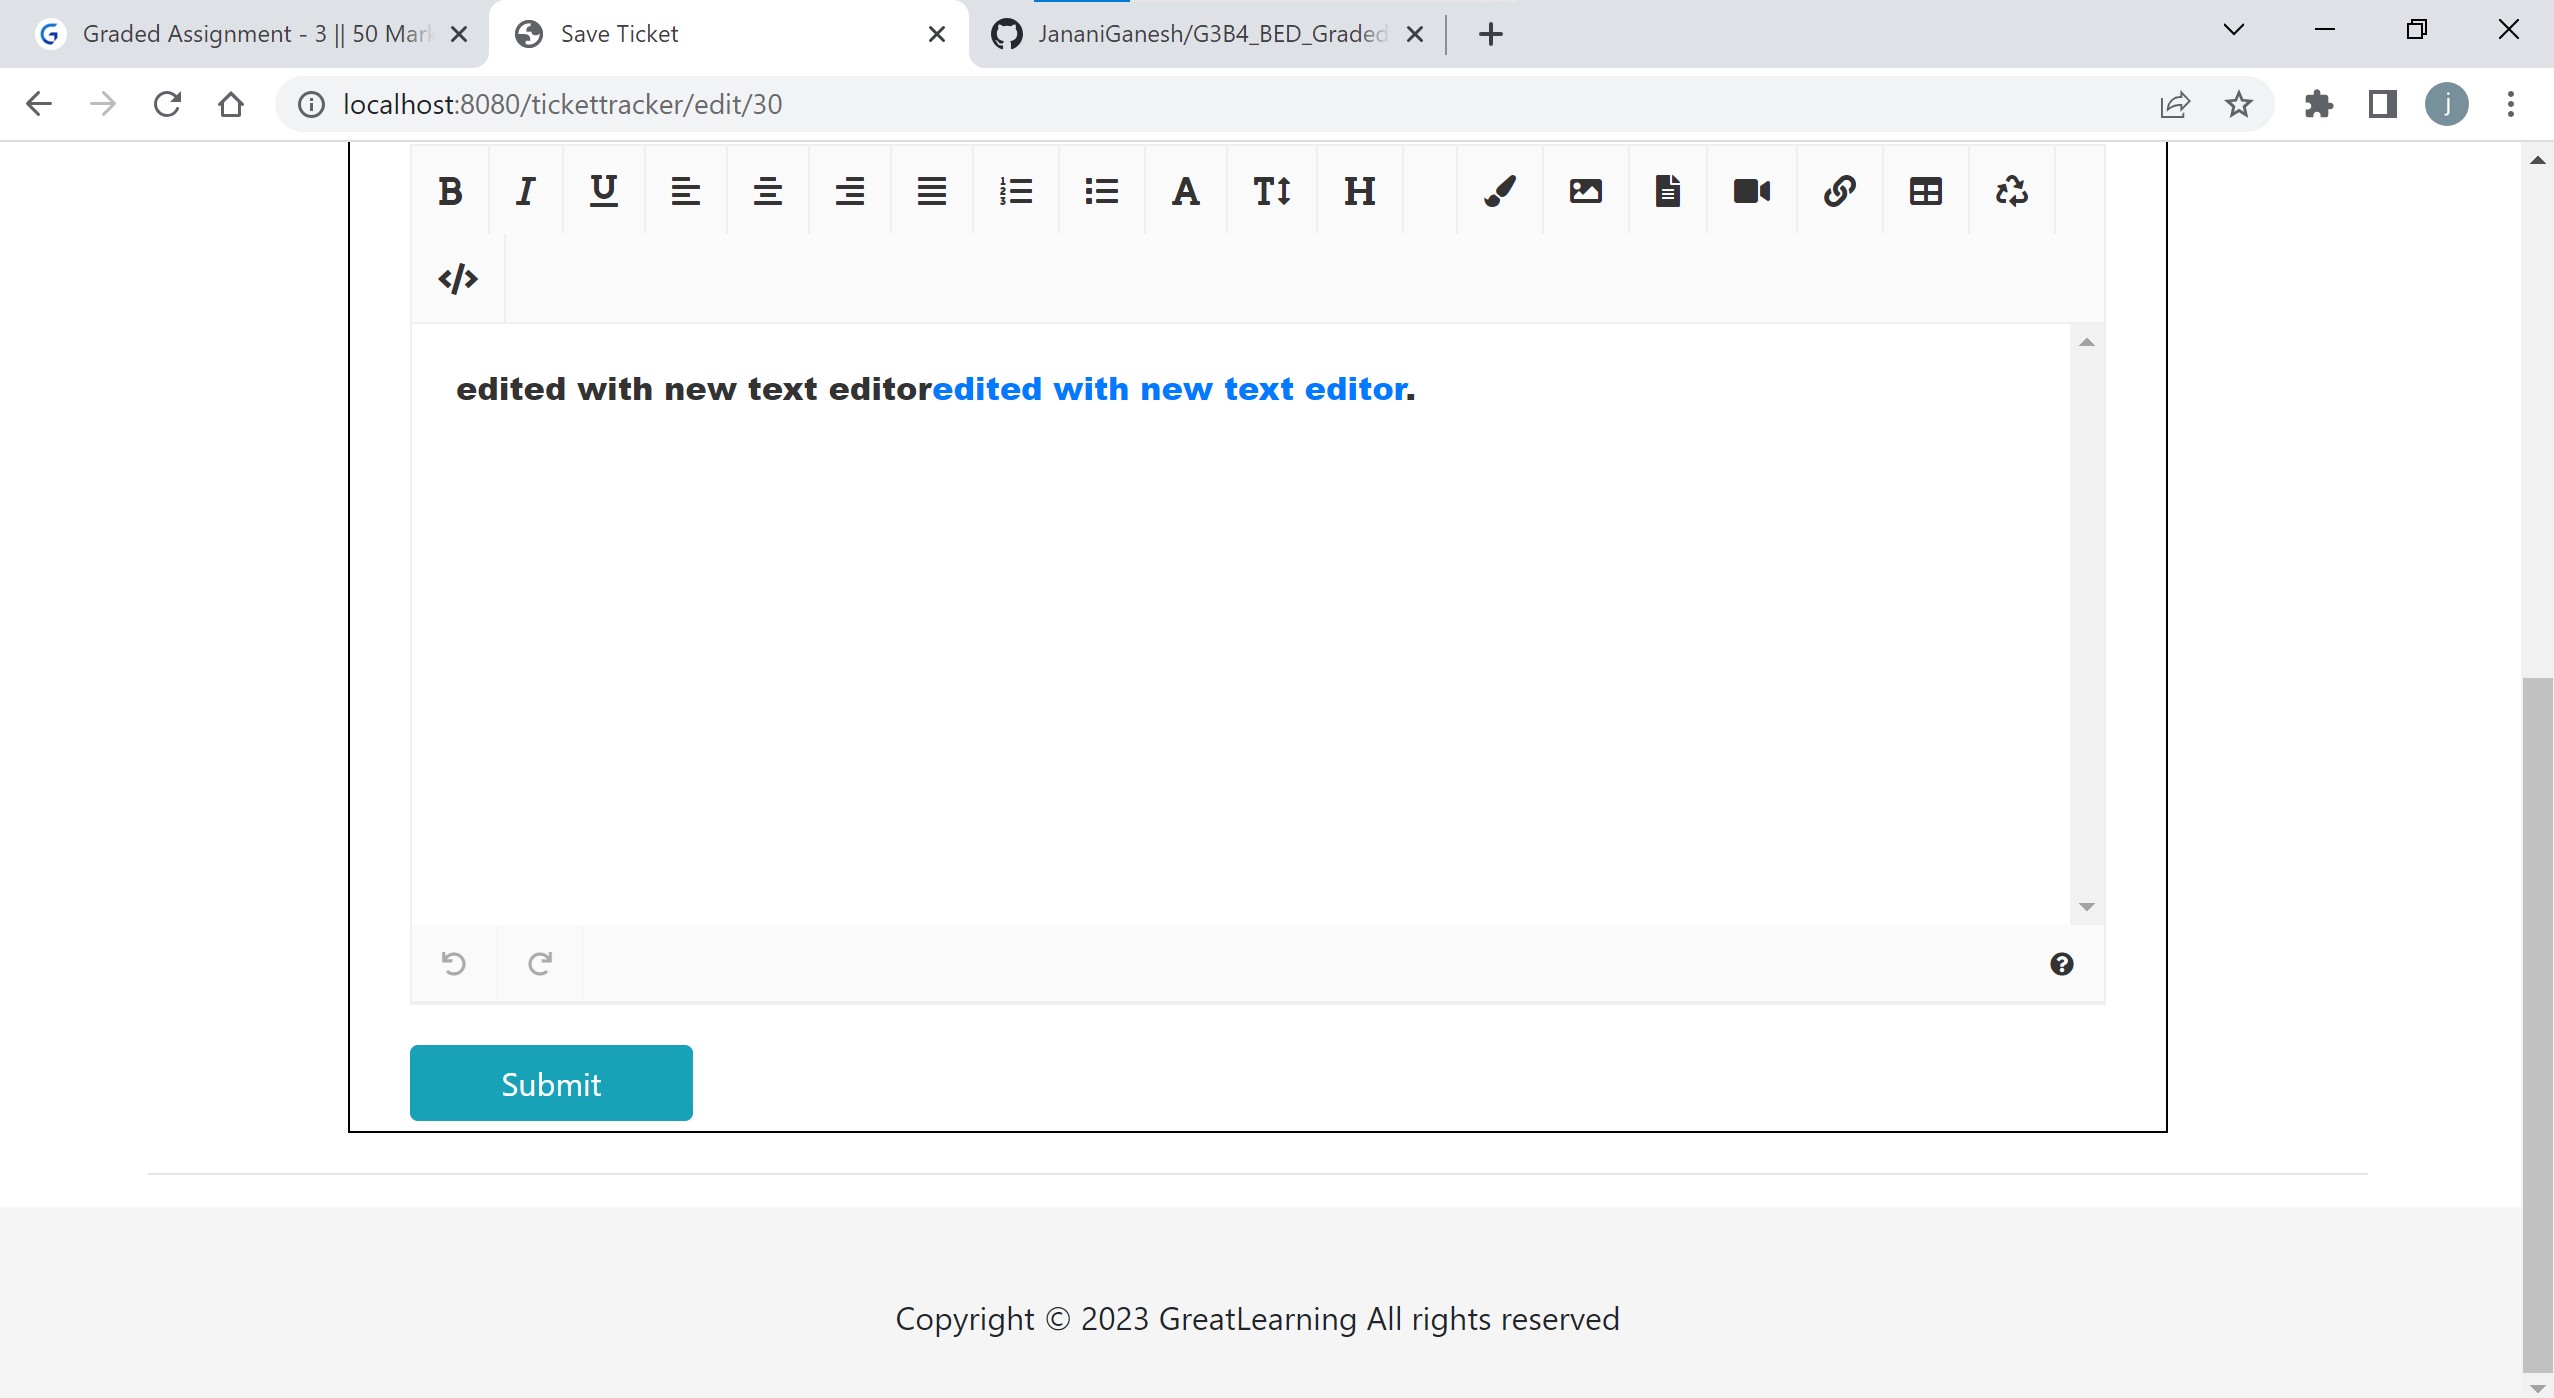 Graded Assignment - 3 || 50 Mar
Save Ticket
JananiGanesh/G3B4_BED_Graded
localhost:8080/tickettracker/edit/30
j
B I U A T H
edited with new text editoredited with new text editor.
Submit
Copyright © 2023 GreatLearning All rights reserved